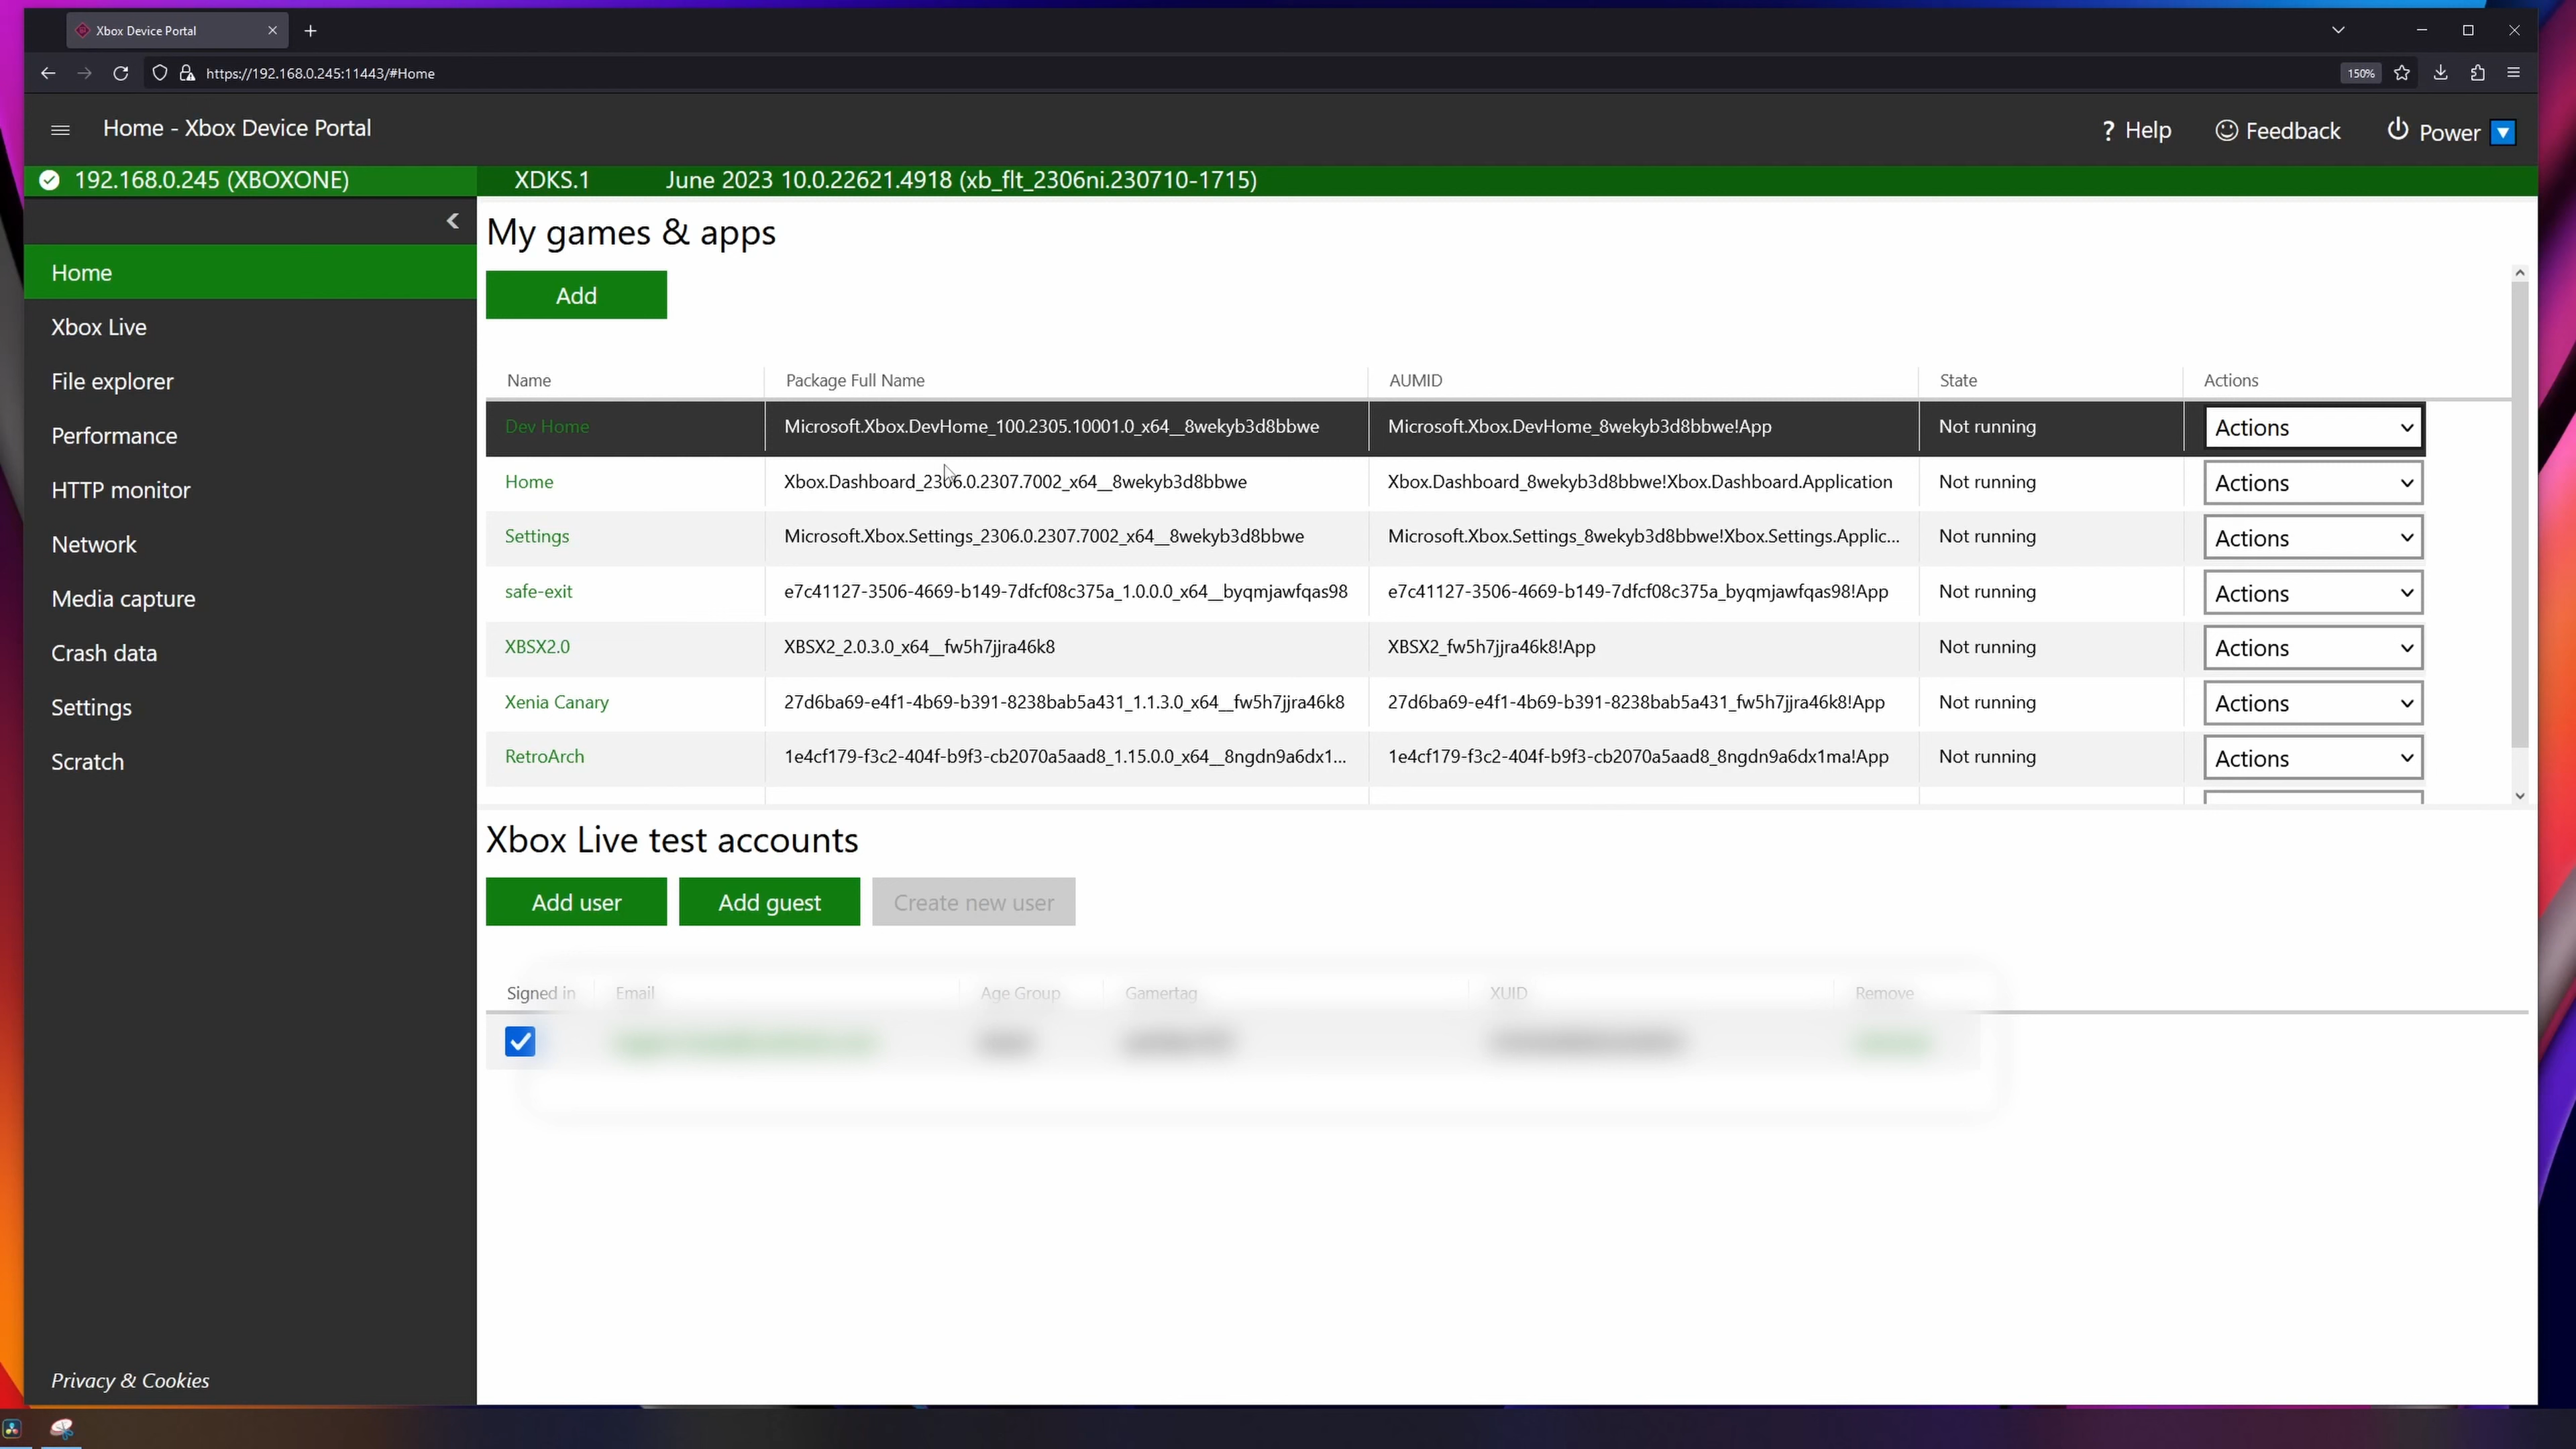 Xbox Device Portal
https://192.168.0.245:11443/#Home
150%
Home - Xbox Device Portal
? Help
Feedback
Power
192.168.0.245 (XBOXONE)
XDKS.1
June 2023 10.0.22621.4918 (xb_flt_2306ni.230710-1715)
Home
Xbox Live
File explorer
Performance
HTTP monitor
Network
Media capture
Crash data
Settings
Scratch
Privacy & Cookies
My games & apps
Add
Name Package Full Name AUMID State Actions
Dev Home Microsoft.Xbox.DevHome_100.2305.10001.0_x64__8wekyb3d8bbwe Microsoft.Xbox.DevHome_8wekyb3d8bbwe!App Not running Actions
Home Xbox.Dashboard_2306.0.2307.7002_x64__8wekyb3d8bbwe Xbox.Dashboard_8wekyb3d8bbwe!Xbox.Dashboard.Application Not running Actions
Settings Microsoft.Xbox.Settings_2306.0.2307.7002_x64__8wekyb3d8bbwe Microsoft.Xbox.Settings_8wekyb3d8bbwe!Xbox.Settings.Applic... Not running Actions
safe-exit e7c41127-3506-4669-b149-7dfcf08c375a_1.0.0.0_x64__byqmjawfqas98 e7c41127-3506-4669-b149-7dfcf08c375a_byqmjawfqas98!App Not running Actions
XBSX2.0 XBSX2_2.0.3.0_x64__fw5h7jjra46k8 XBSX2_fw5h7jjra46k8!App Not running Actions
Xenia Canary 27d6ba69-e4f1-4b69-b391-8238bab5a431_1.1.3.0_x64__fw5h7jjra46k8 27d6ba69-e4f1-4b69-b391-8238bab5a431_fw5h7jjra46k8!App Not running Actions
RetroArch 1e4cf179-f3c2-404f-b9f3-cb2070a5aad8_1.15.0.0_x64__8ngdn9a6dx1... 1e4cf179-f3c2-404f-b9f3-cb2070a5aad8_8ngdn9a6dx1ma!App Not running Actions
Xbox Live test accounts
Add user
Add guest
Create new user
Signed in Email Age Group Gamertag XUID Remove